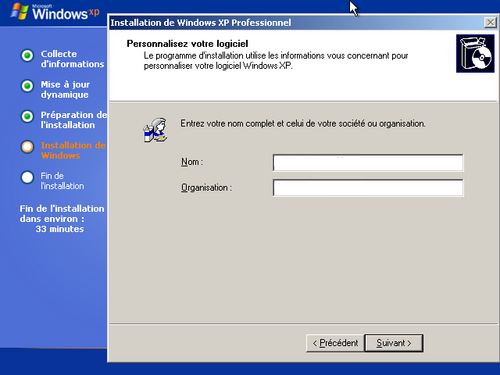 Microsoft
Windows xp
Collecte
d'informations
Mise à jour
dynamique
Préparation de
l'installation
Installation de
Windows
Fin de
l'installation
Fin de l'installation
dans environ :
33 minutes
Installation de Windows XP Professionnel
Personnalisez votre logiciel
Le programme d'installation utilise les informations vous concernant pour
personnaliser votre logiciel Windows XP.
Entrez votre nom complet et celui de votre société ou organisation.
Nom :
Organisation :
< Précédent
Suivant >